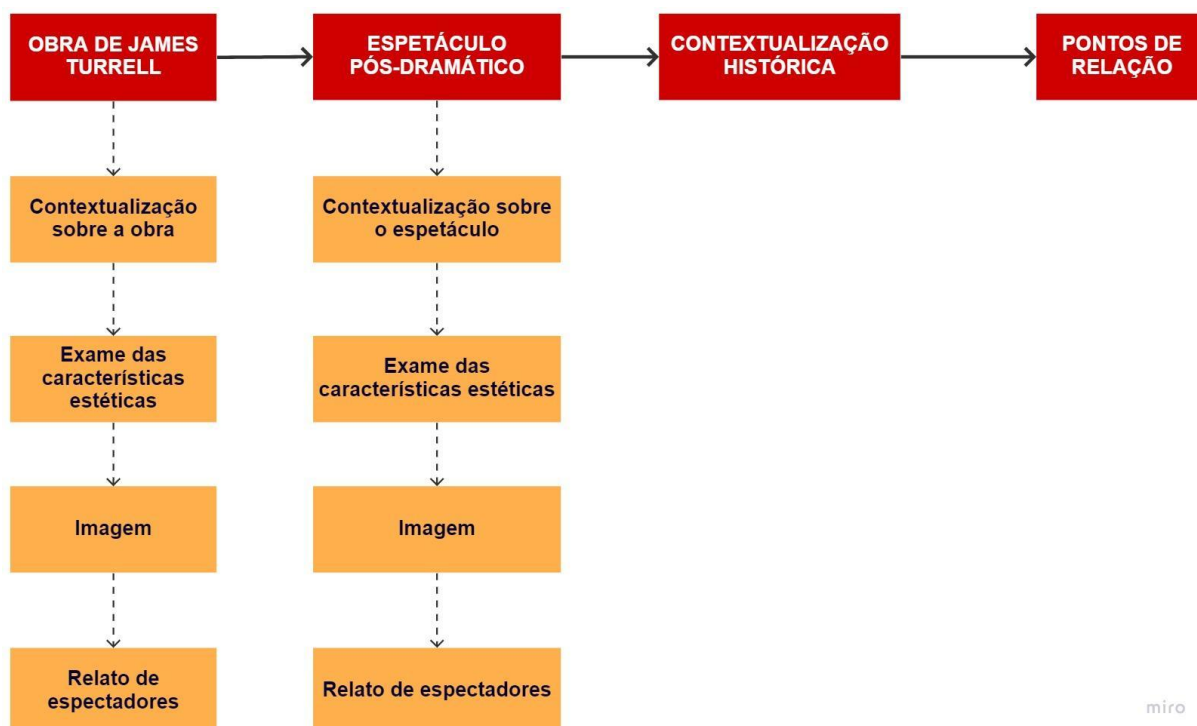 OBRA DE JAMES
TURRELL
ESPETÁCULO
PÓS-DRAMÁTICO
CONTEXTUALIZAÇÃO
HISTÓRICA
PONTOS DE
RELAÇÃO
Contextualização
sobre a obra
Contextualização sobre
o espetáculo
Exame das
características
estéticas
Exame das
características estéticas
Imagem
Imagem
Relato de
espectadores
Relato de espectadores
miro